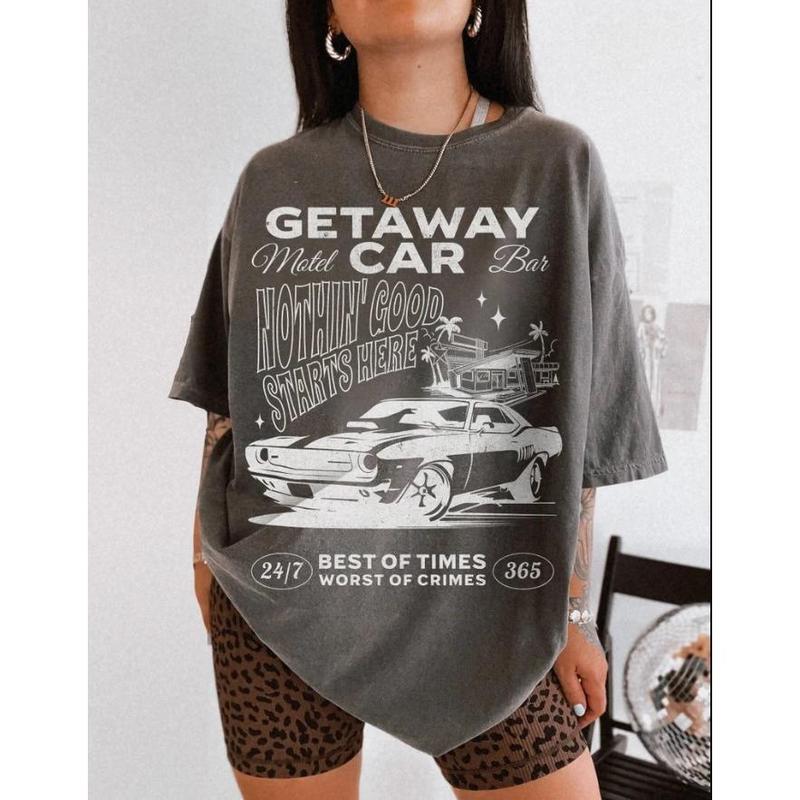 GETAWAY
Motel CAR Bar
NOTHIN' GOOD
STARTS HERE
24/7 BEST OF TIMES 365
WORST OF CRIMES